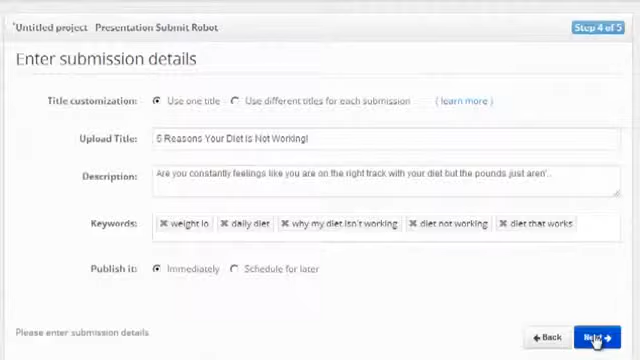 *Untitled project - Presentation Submit Robot
Step 4 of 5
Enter submission details
Title customization: Use one title Use different titles for each submission ( learn more )
Upload Title: 5 Reasons Your Diet is Not Working!
Description: Are you constantly feelings like you are on the right track with your diet but the pounds just aren'..
Keywords: ✖ weight lo ✖ daily diet ✖ why my diet isn't working ✖ diet not working ✖ diet that works
Publish it: Immediately Schedule for later
Please enter submission details
Back Next